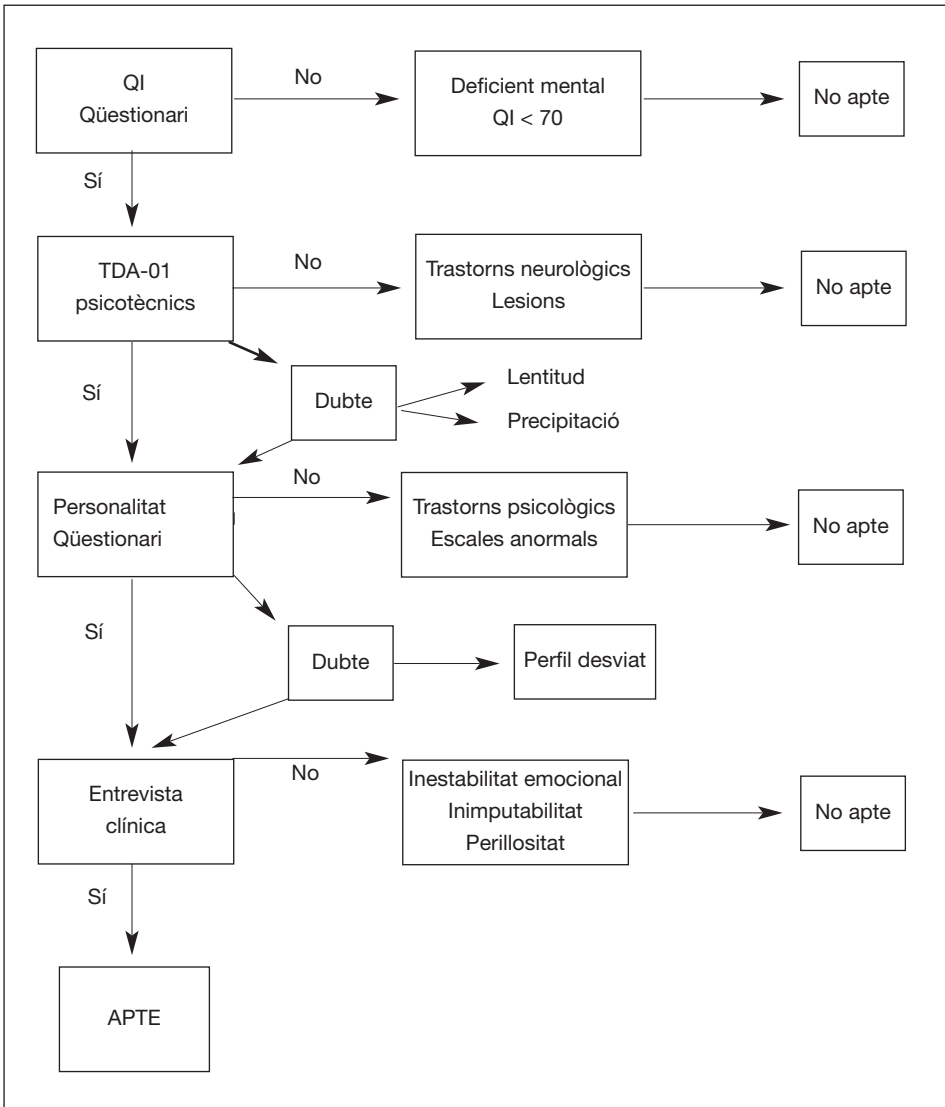 QI
Qüestionari
No
Deficient mental
QI < 70
No apte
Sí
TDA-01
psicotècnics
No
Trastorns neurològics
Lesions
No apte
Sí
Dubte
Lentitud
Precipitació
Personalitat
Qüestionari
No
Trastorns psicològics
Escales anormals
No apte
Sí
Dubte
Perfil desviat
Entrevista
clínica
No
Inestabilitat emocional
Inimputabilitat
Perillositat
No apte
Sí
APTE